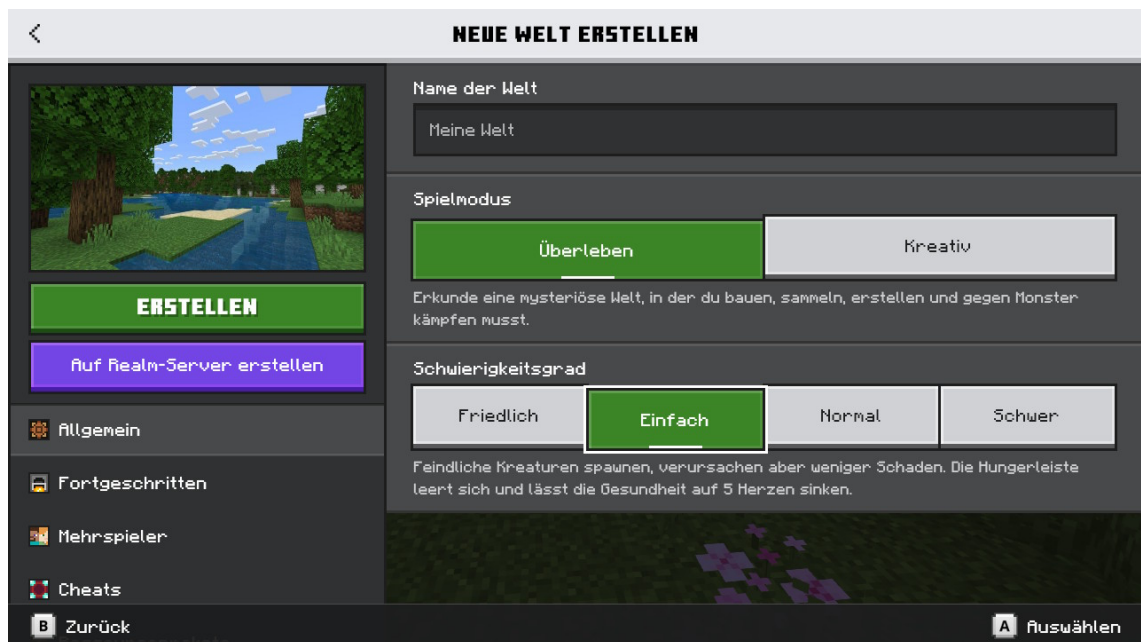 NEUE WELT ERSTELLEN
ERSTELLEN
Auf Realm-Server erstellen
Allgemein
Fortgeschritten
Mehrspieler
Cheats
Name der Welt
Meine Welt
Spielmodus
Überleben
Kreativ
Erkunde eine mysteriöse Welt, in der du bauen, sammeln, erstellen und gegen Monster
kämpfen musst.
Schwierigkeitsgrad
Friedlich
Einfach
Normal
Schwer
Feindliche Kreaturen spawnen, verursachen aber weniger Schaden. Die Hungerleiste
leert sich und lässt die Gesundheit auf 5 Herzen sinken.
B Zurück
A Auswählen